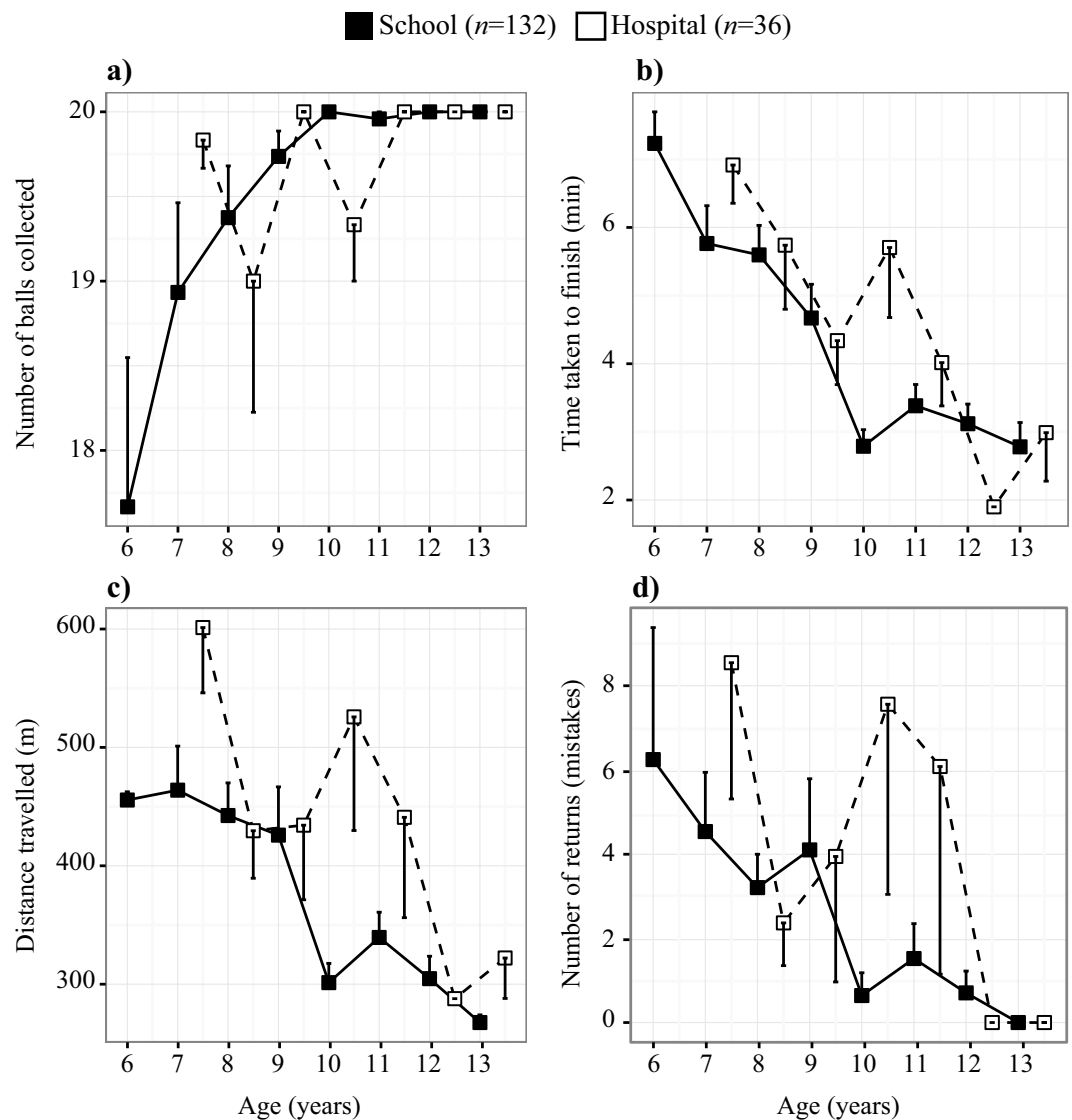 School (n=132) Hospital (n=36)
a)
Number of balls collected
20
19
18
6 7 8 9 10 11 12 13
b)
Time taken to finish (min)
6
4
2
6 7 8 9 10 11 12 13
c)
Distance travelled (m)
600
500
400
300
6 7 8 9 10 11 12 13
Age (years)
d)
Number of returns (mistakes)
8
6
4
2
0
6 7 8 9 10 11 12 13
Age (years)